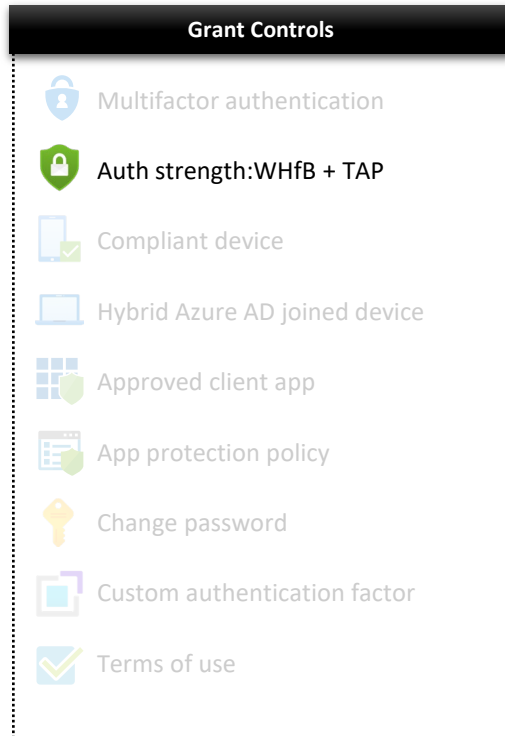 Grant Controls
Multifactor authentication
Auth strength:WHfB + TAP
Compliant device
Hybrid Azure AD joined device
Approved client app
App protection policy
Change password
Custom authentication factor
Terms of use